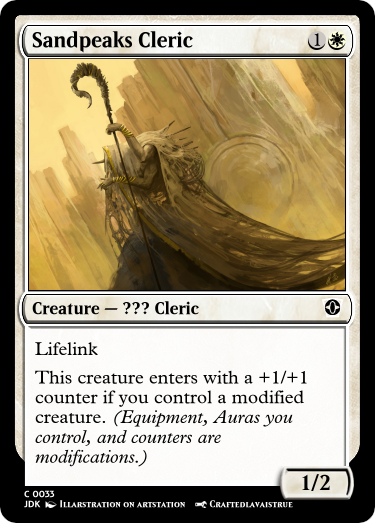 Sandpeaks Cleric 1
Creature — ??? Cleric
Lifelink
This creature enters with a +1/+1
counter if you control a modified
creature. (Equipment, Auras you
control, and counters are
modifications.)
1/2
C 0033
JDK Illarstration on artstation Craftedlavaistrue